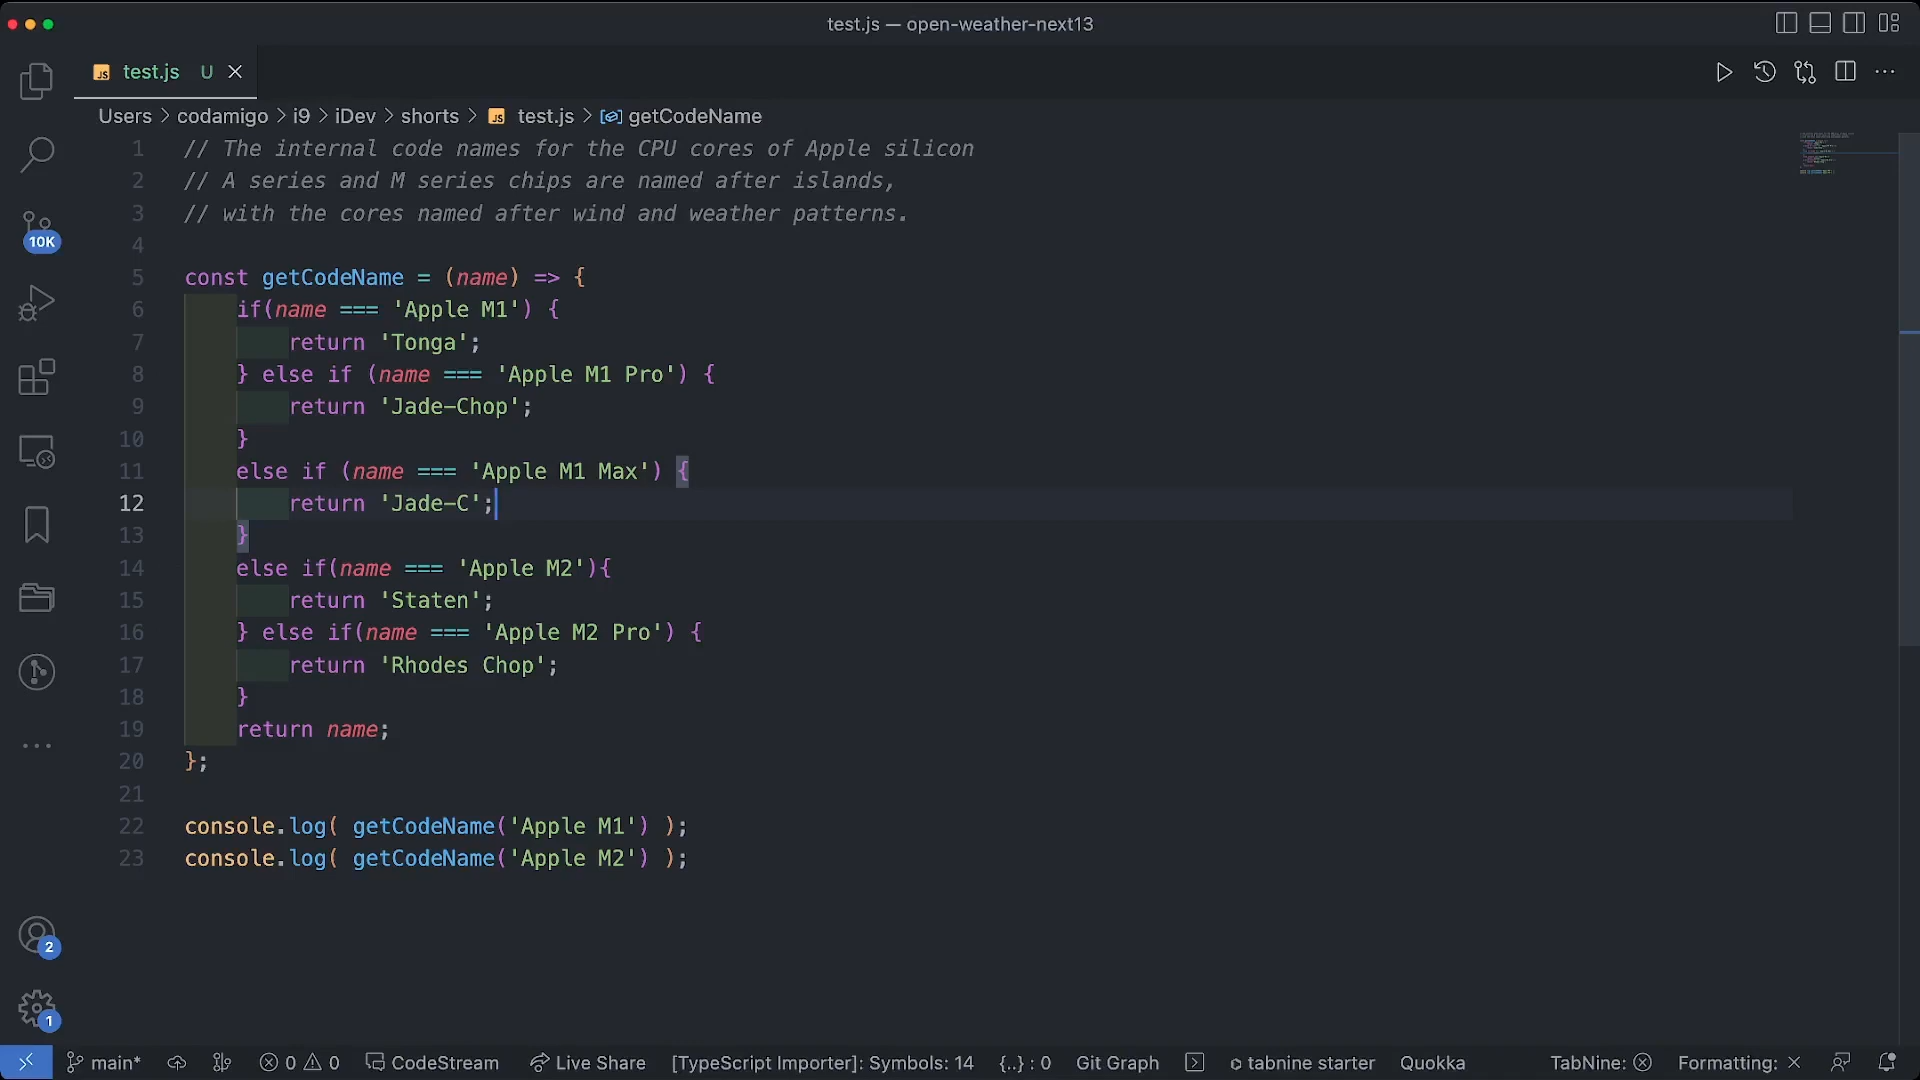 test.js — open-weather-next13
JS test.js U
Users > codamigo > i9 > iDev > shorts > JS test.js > getCodeName
1 // The internal code names for the CPU cores of Apple silicon
2 // A series and M series chips are named after islands,
3 // with the cores named after wind and weather patterns.
4
5 const getCodeName = (name) => {
6 if(name === 'Apple M1') {
7 return 'Tonga';
8 } else if (name === 'Apple M1 Pro') {
9 return 'Jade-Chop';
10 }
11 else if (name === 'Apple M1 Max') {
12 return 'Jade-C';
13 }
14 else if(name === 'Apple M2'){
15 return 'Staten';
16 } else if(name === 'Apple M2 Pro') {
17 return 'Rhodes Chop';
18 }
19 return name;
20 };
21
22 console.log( getCodeName('Apple M1') );
23 console.log( getCodeName('Apple M2') );
10K
2
1
main* 0 0 CodeStream Live Share [TypeScript Importer]: Symbols: 14 {..} : 0 Git Graph tabnine starter Quokka TabNine: Formatting: ×